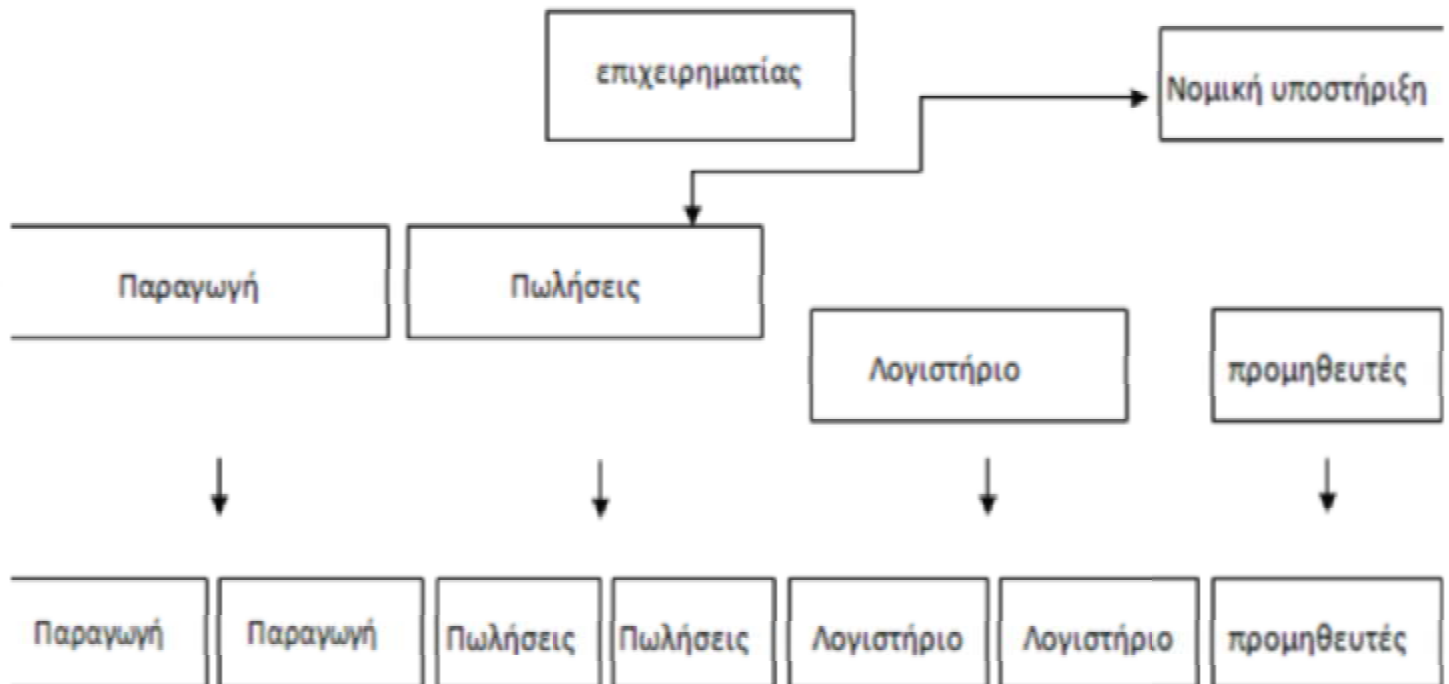 επιχειρηματίας
Νομική υποστήριξη
Παραγωγή
Πωλήσεις
Λογιστήριο
προμηθευτές
Παραγωγή
Παραγωγή
Πωλήσεις
Πωλήσεις
Λογιστήριο
Λογιστήριο
προμηθευτές